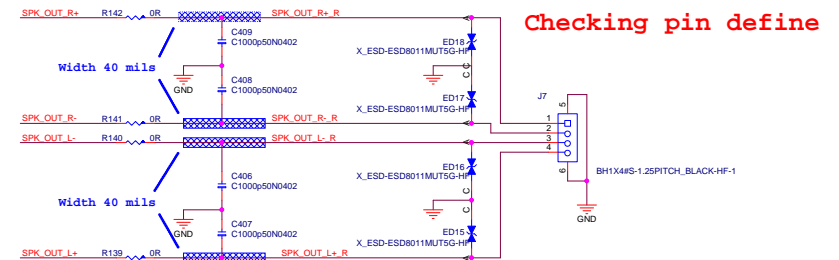 SPK_OUT_R+ R142 0R SPK_OUT_R+_R
Checking pin define
C409
C1000p50N0402
ED18
X_ESD-ESD8011MUT5G-HF
A
C
Width 40 mils
GND
C408
C1000p50N0402
C
ED17
X_ESD-ESD8011MUT5G-HF
A
J7
5
SPK_OUT_R- R141 0R SPK_OUT_R-_R
1
2
3
4
SPK_OUT_L- R140 0R SPK_OUT_L-_R
A
ED16
X_ESD-ESD8011MUT5G-HF
6
BH1X4#S-1.25PITCH_BLACK-HF-1
C406
C1000p50N0402
C
Width 40 mils
GND
C407
C1000p50N0402
C
ED15
X_ESD-ESD8011MUT5G-HF
A
GND
SPK_OUT_L+ R139 0R SPK_OUT_L+_R